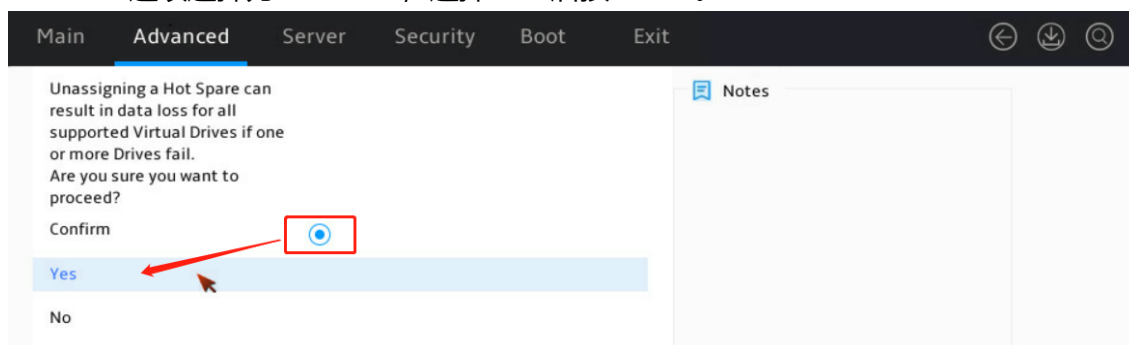 Main Advanced Server Security Boot Exit
Unassigning a Hot Spare can
result in data loss for all
supported Virtual Drives if one
or more Drives fail.
Are you sure you want to
proceed?
Confirm
Yes
No
Notes